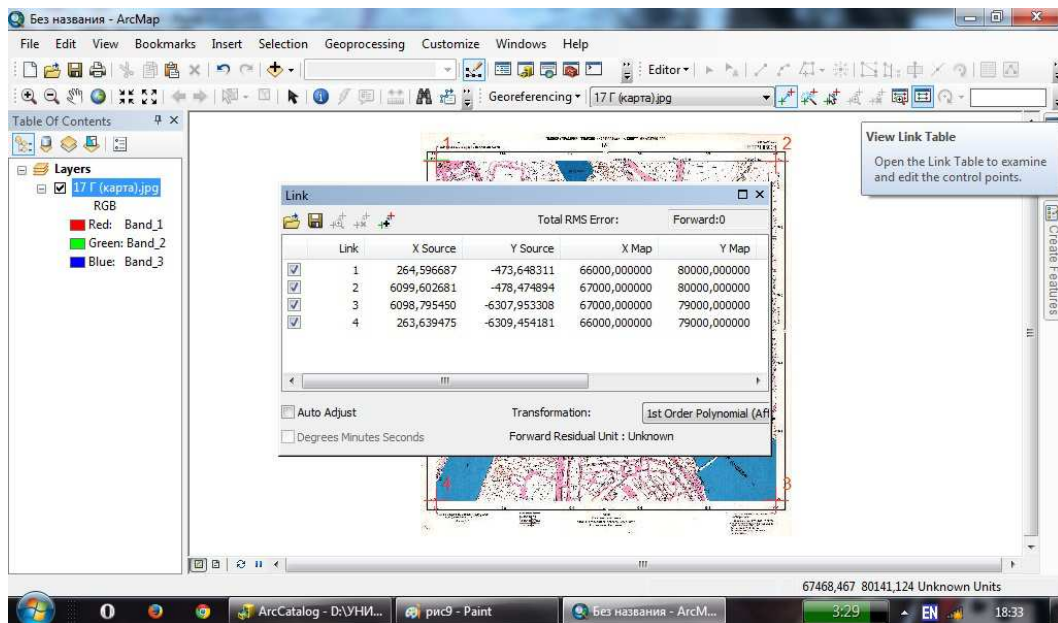 Без названия - ArcMap
File Edit View Bookmarks Insert Selection Geoprocessing Customize Windows Help
Editor
Georeferencing 17 Г (карта).jpg
Table Of Contents
Layers
17 Г (карта).jpg
RGB
Red: Band_1
Green: Band_2
Blue: Band_3
1
2
View Link Table
Open the Link Table to examine
and edit the control points.
Create Features
Link
Total RMS Error: Forward:0
Link X Source Y Source X Map Y Map
1 264,596687 -473,648311 66000,000000 80000,000000
2 6099,602681 -478,474894 67000,000000 80000,000000
3 6098,795450 -6307,953308 67000,000000 79000,000000
4 263,639475 -6309,454181 66000,000000 79000,000000
Auto Adjust Transformation: 1st Order Polynomial (Aff
Degrees Minutes Seconds Forward Residual Unit : Unknown
4
3
67468,467 80141,124 Unknown Units
ArcCatalog - D:\УНИ... рис9 - Paint Без названия - ArcM... 3:29 EN 18:33